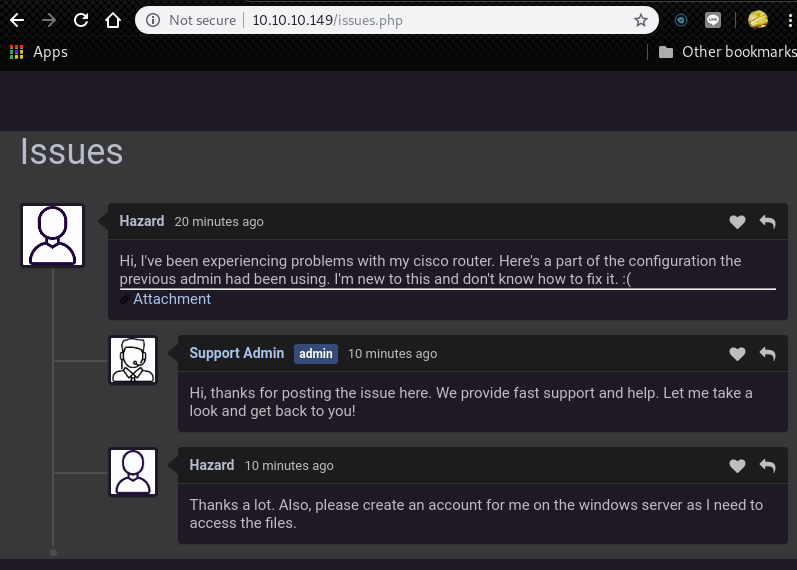 Not secure
10.10.10.149/issues.php
Apps
Other bookmarks
Issues
Hazard 20 minutes ago
Hi, I've been experiencing problems with my cisco router. Here's a part of the configuration the
previous admin had been using. I'm new to this and don't know how to fix it. :(
Attachment
Support Admin admin 10 minutes ago
Hi, thanks for posting the issue here. We provide fast support and help. Let me take a
look and get back to you!
Hazard 10 minutes ago
Thanks a lot. Also, please create an account for me on the windows server as I need to
access the files.